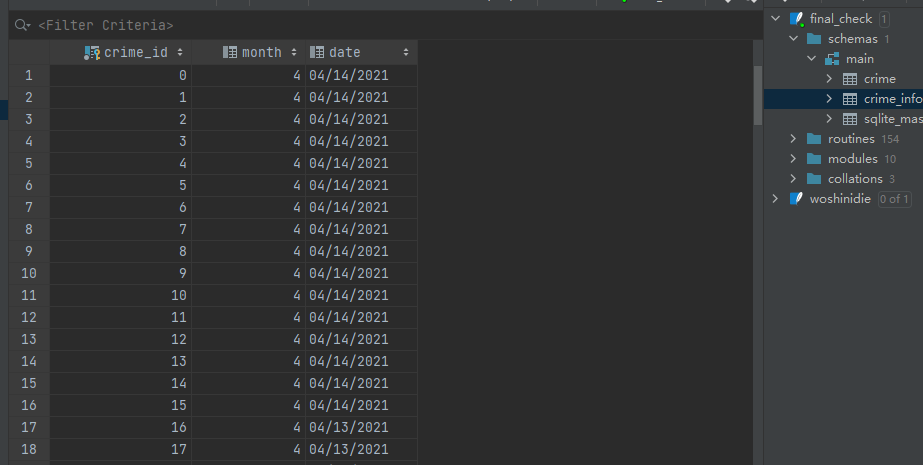 <Filter Criteria>
crime_id month date
1 0 4 04/14/2021
2 1 4 04/14/2021
3 2 4 04/14/2021
4 3 4 04/14/2021
5 4 4 04/14/2021
6 5 4 04/14/2021
7 6 4 04/14/2021
8 7 4 04/14/2021
9 8 4 04/14/2021
10 9 4 04/14/2021
11 10 4 04/14/2021
12 11 4 04/14/2021
13 12 4 04/14/2021
14 13 4 04/14/2021
15 14 4 04/14/2021
16 15 4 04/14/2021
17 16 4 04/13/2021
18 17 4 04/13/2021
final_check 1
schemas 1
main
crime
crime_info
sqlite_mas
routines 154
modules 10
collations 3
woshinidie 0 of 1